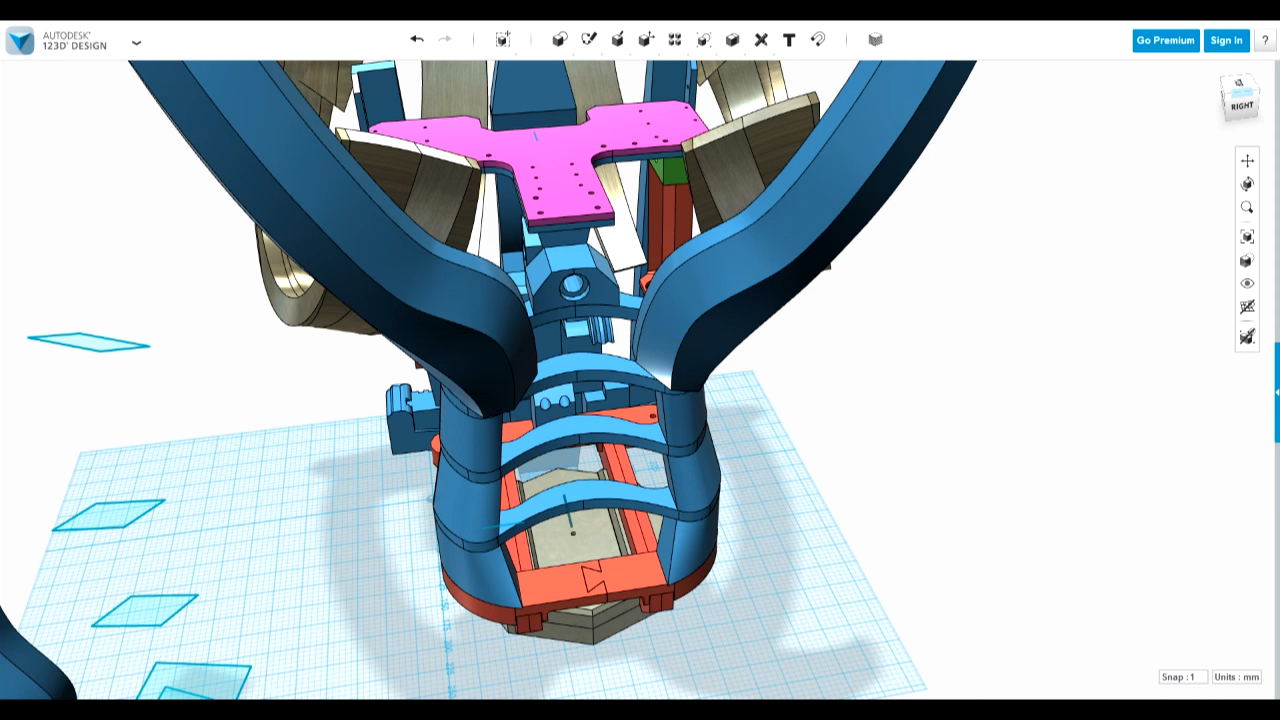 AUTODESK®
123D® DESIGN
Go Premium
Sign In
?
RIGHT
Snap : 1
Units : mm